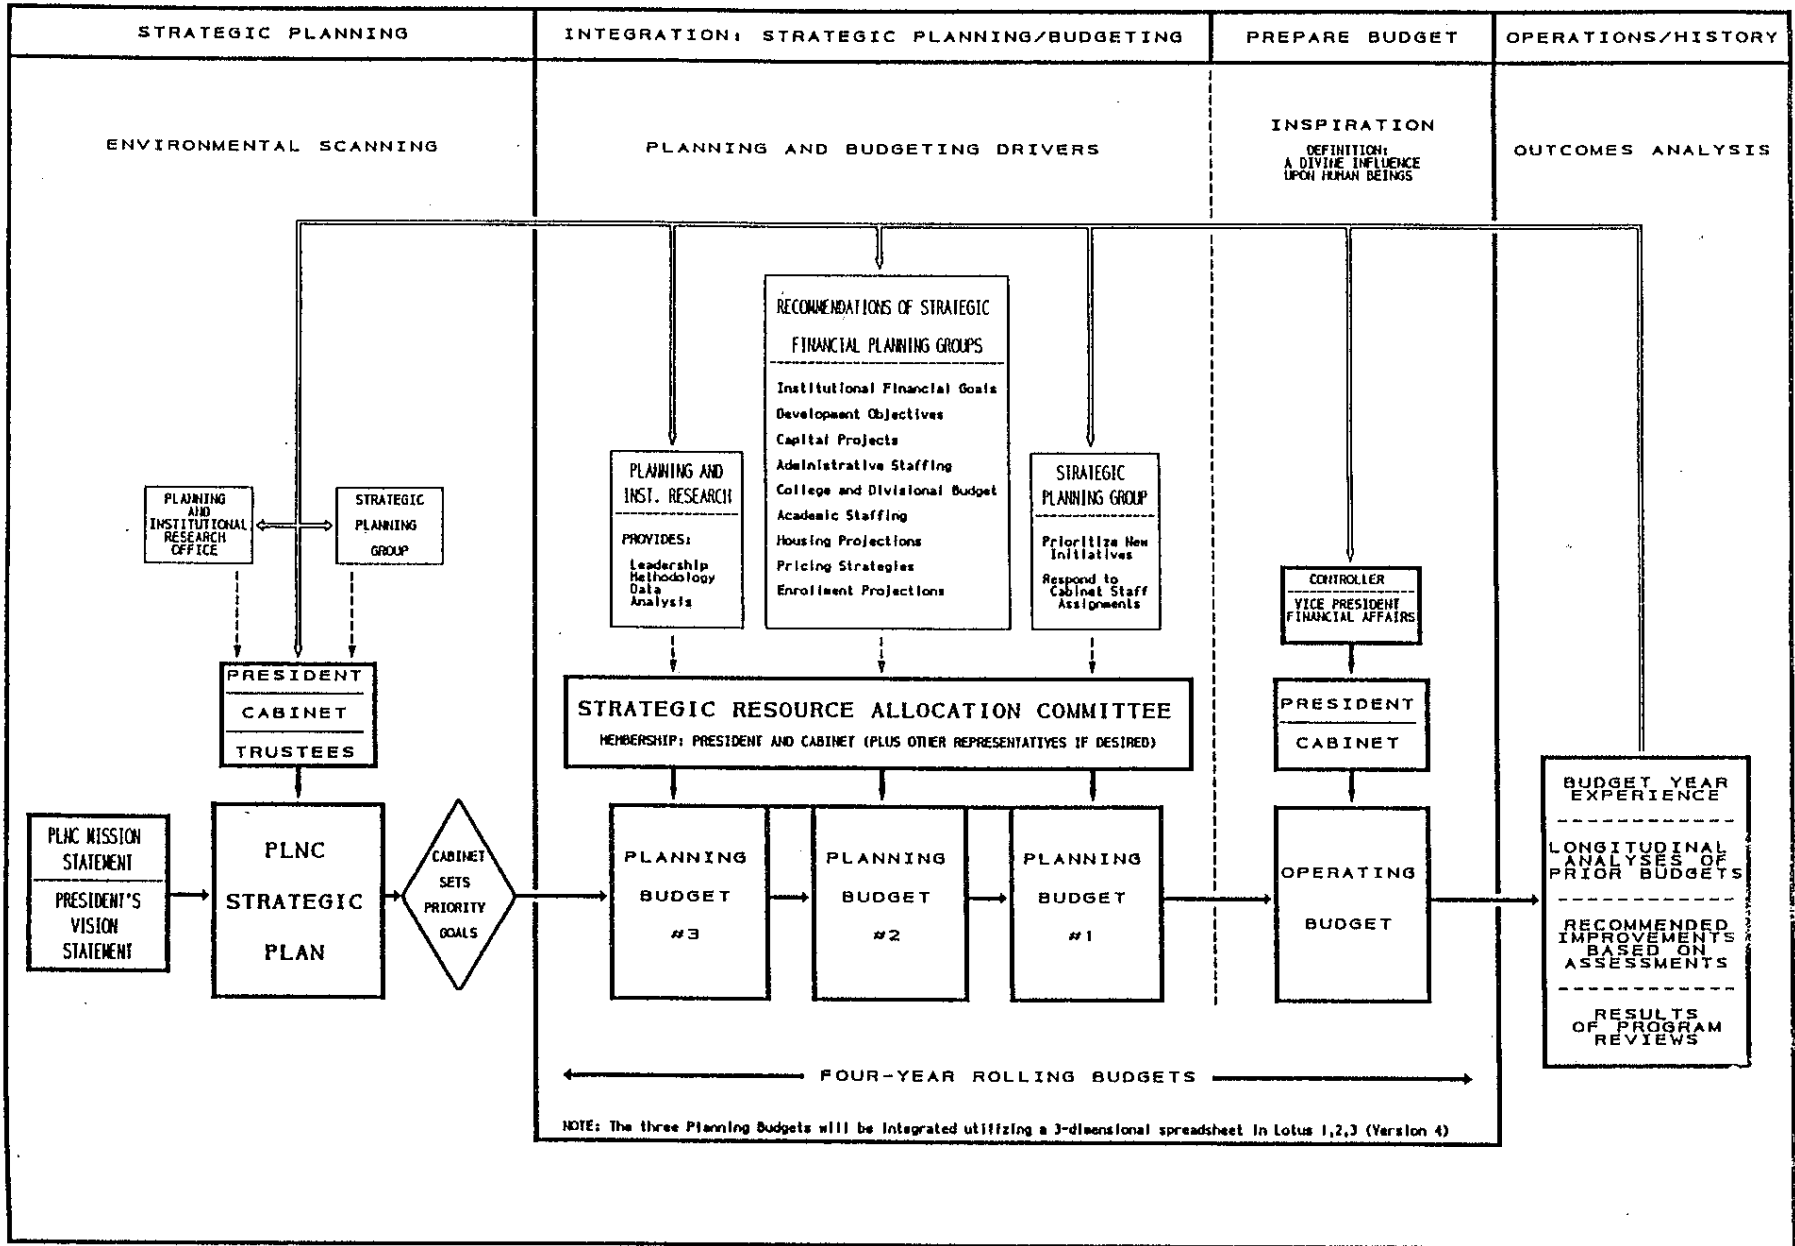 STRATEGIC PLANNING
INTEGRATION: STRATEGIC PLANNING/BUDGETING
PREPARE BUDGET
OPERATIONS/HISTORY
ENVIRONMENTAL SCANNING
PLANNING AND BUDGETING DRIVERS
INSPIRATION
DEFINITION:
A DIVINE INFLUENCE
UPON HUMAN BEINGS
OUTCOMES ANALYSIS
RECOMMENDATIONS OF STRATEGIC
FINANCIAL PLANNING GROUPS
Institutional Financial Goals
Development Objectives
Capital Projects
Administrative Staffing
College and Divisional Budget
Academic Staffing
Housing Projections
Pricing Strategies
Enrollment Projections
PLANNING AND
INST. RESEARCH
PROVIDES:
Leadership
Methodology
Data
Analysis
STRATEGIC
PLANNING GROUP
Prioritize New
Initiatives
Respond to
Cabinet Staff
Assignments
PLANNING
AND
INSTITUTIONAL
RESEARCH
OFFICE
STRATEGIC
PLANNING
GROUP
CONTROLLER
VICE PRESIDENT
FINANCIAL AFFAIRS
PRESIDENT
CABINET
TRUSTEES
STRATEGIC RESOURCE ALLOCATION COMMITTEE
MEMBERSHIP: PRESIDENT AND CABINET (PLUS OTHER REPRESENTATIVES IF DESIRED)
PRESIDENT
CABINET
PLNC MISSION
STATEMENT
PRESIDENT'S
VISION
STATEMENT
PLNC
STRATEGIC
PLAN
CABINET
SETS
PRIORITY
GOALS
PLANNING
BUDGET
#3
PLANNING
BUDGET
#2
PLANNING
BUDGET
#1
OPERATING
BUDGET
BUDGET YEAR
EXPERIENCE
LONGITUDINAL
ANALYSES OF
PRIOR BUDGETS
RECOMMENDED
IMPROVEMENTS
BASED ON
ASSESSMENTS
RESULTS
OF PROGRAM
REVIEWS
FOUR-YEAR ROLLING BUDGETS
NOTE: The three Planning Budgets will be integrated utilizing a 3-dimensional spreadsheet in Lotus 1,2,3 (Version 4)